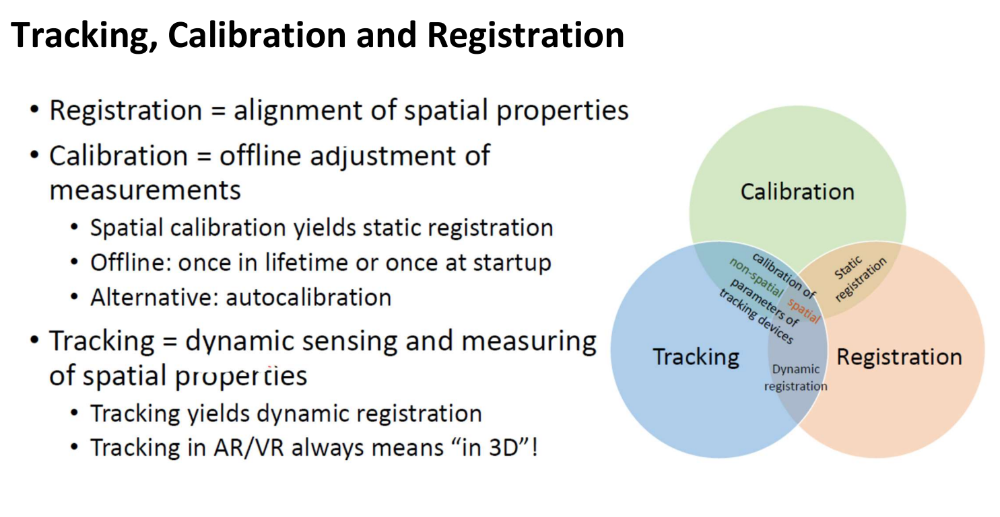 Tracking, Calibration and Registration
• Registration = alignment of spatial properties
• Calibration = offline adjustment of
measurements
• Spatial calibration yields static registration
• Offline: once in lifetime or once at startup
• Alternative: autocalibration
• Tracking = dynamic sensing and measuring
of spatial properties
• Tracking yields dynamic registration
• Tracking in AR/VR always means “in 3D”!
Calibration
calibration of
non-spatial spatial
parameters of
tracking devices
Static
registration
Tracking
Registration
Dynamic
registration